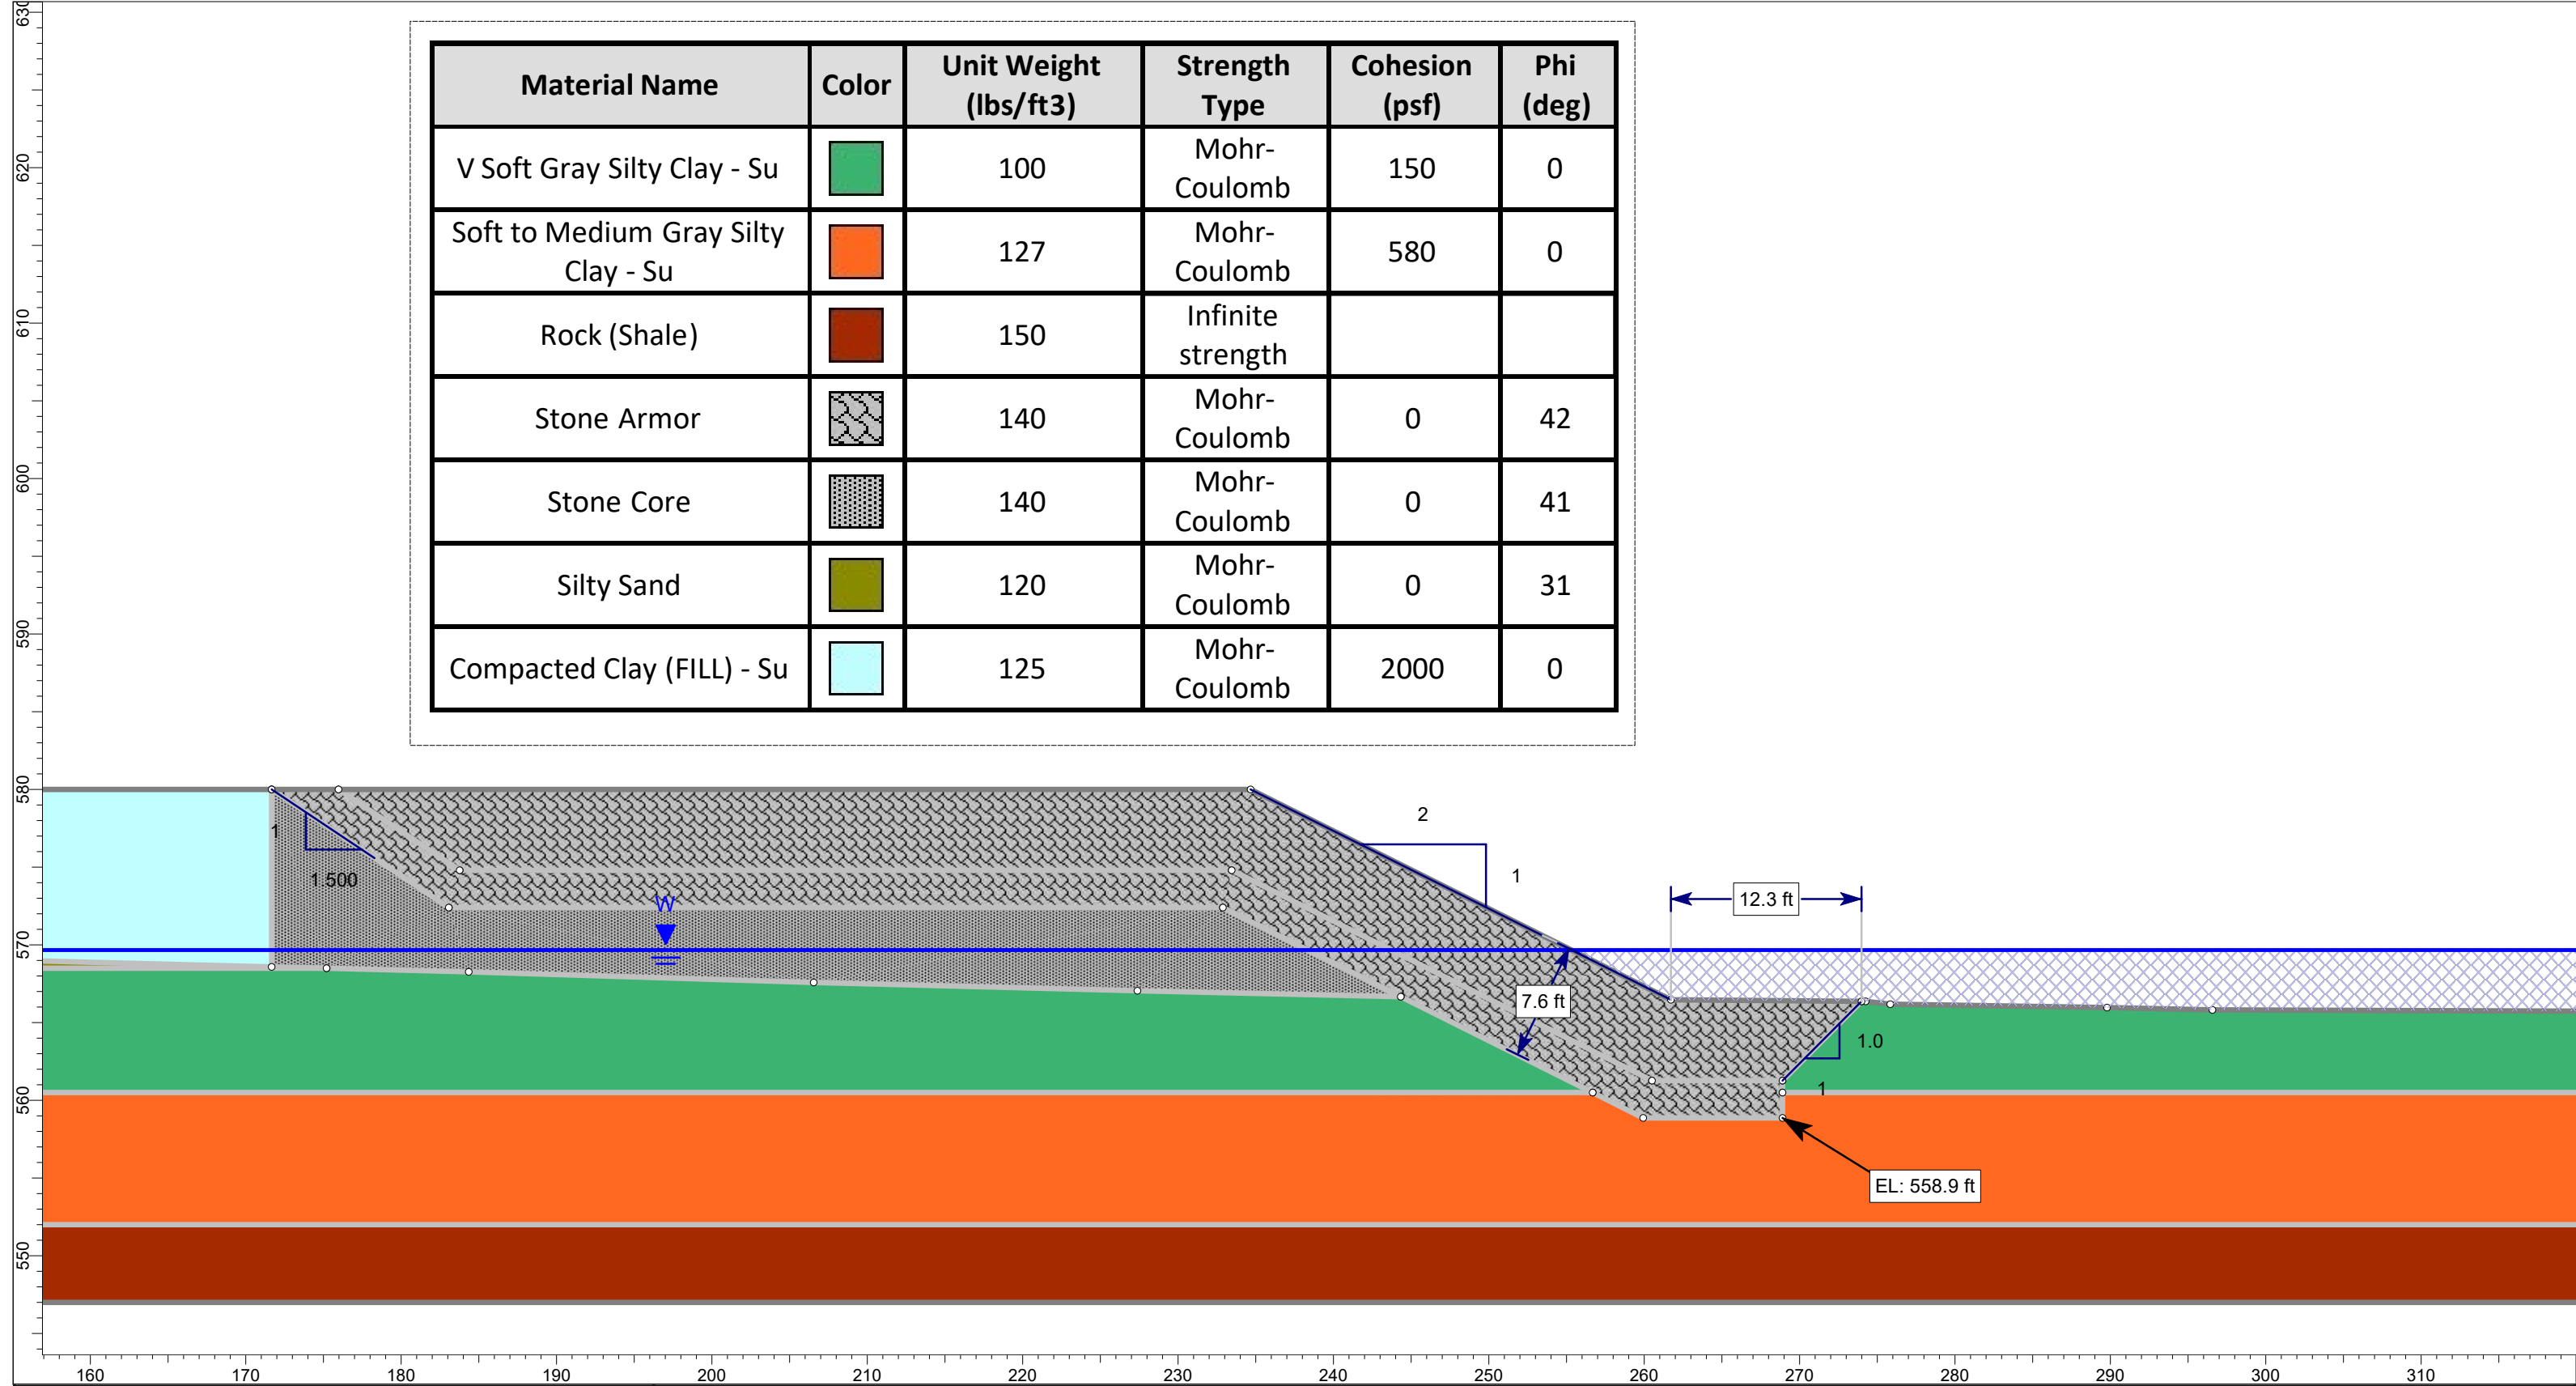 Material Name Color Unit Weight (lbs/ft3) Strength Type Cohesion (psf) Phi (deg)
V Soft Gray Silty Clay - Su 100 Mohr-Coulomb 150 0
Soft to Medium Gray Silty Clay - Su 127 Mohr-Coulomb 580 0
Rock (Shale) 150 Infinite strength
Stone Armor 140 Mohr-Coulomb 0 42
Stone Core 140 Mohr-Coulomb 0 41
Silty Sand 120 Mohr-Coulomb 0 31
Compacted Clay (FILL) - Su 125 Mohr-Coulomb 2000 0
630
620
610
600
590
580
570
560
550
1
1.500
W
2
1
12.3 ft
7.6 ft
1.0
1
EL: 558.9 ft
160 170 180 190 200 210 220 230 240 250 260 270 280 290 300 310